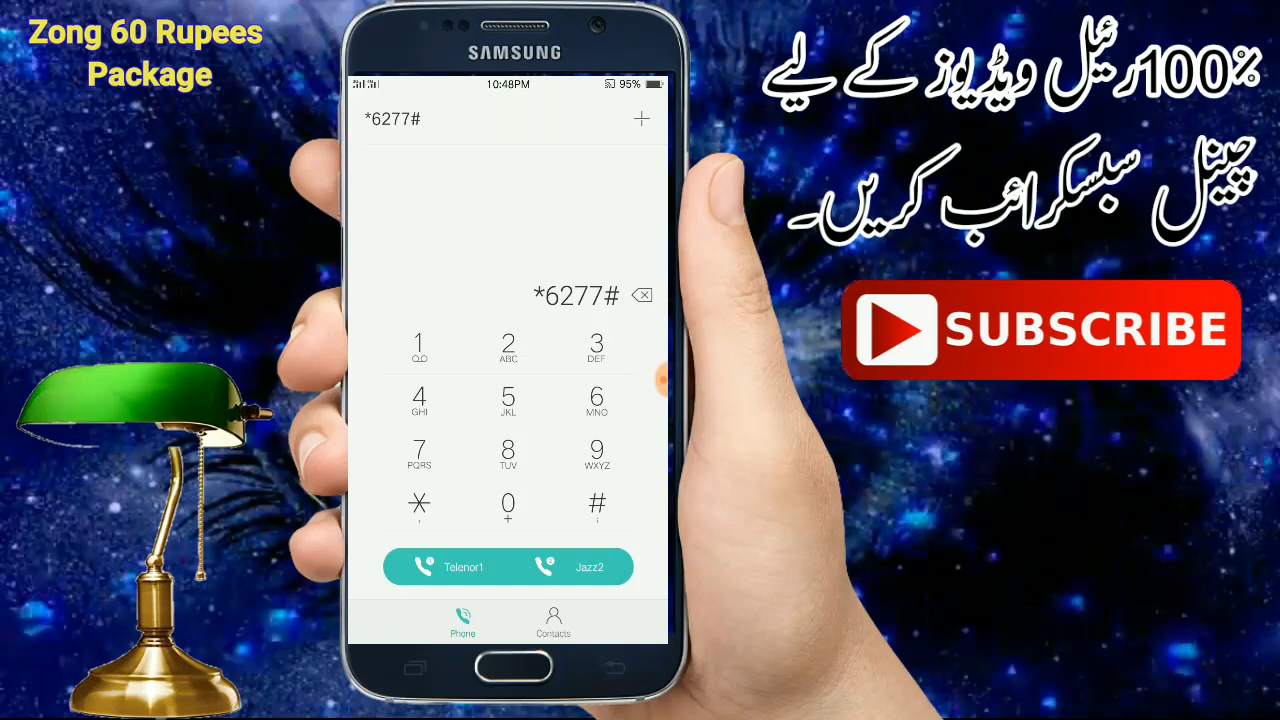 Zong 60 Rupees
Package
SAMSUNG
10:48PM
95%
*6277#
+
*6277#
1
2 ABC
3 DEF
4 GHI
5 JKL
6 MNO
7 PQRS
8 TUV
9 WXYZ
* ,
0 +
# ;
1 Telenor1
2 Jazz2
Phone
Contacts
100٪ رئیل ویڈیوز کے لیے
چینل سبسکرائب کریں۔
SUBSCRIBE